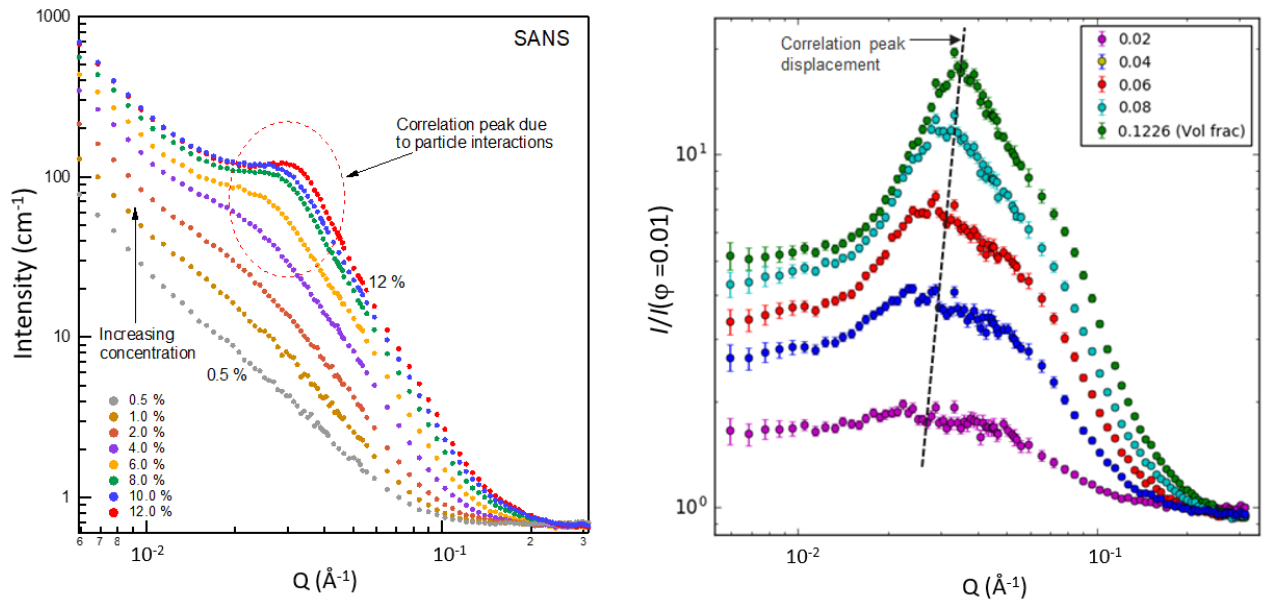 1000
100
10
1
Intensity (cm⁻¹)
SANS
Correlation peak due
to particle interactions
12 %
Increasing
concentration
0.5 %
0.5 %
1.0 %
2.0 %
4.0 %
6.0 %
8.0 %
10.0 %
12.0 %
6 7 8 2 3
10⁻² 10⁻¹
Q (Å⁻¹)
Correlation peak
displacement
0.02
0.04
0.06
0.08
0.1226 (Vol frac)
10¹
10⁰
I/I(φ =0.01)
10⁻² 10⁻¹
Q (Å⁻¹)